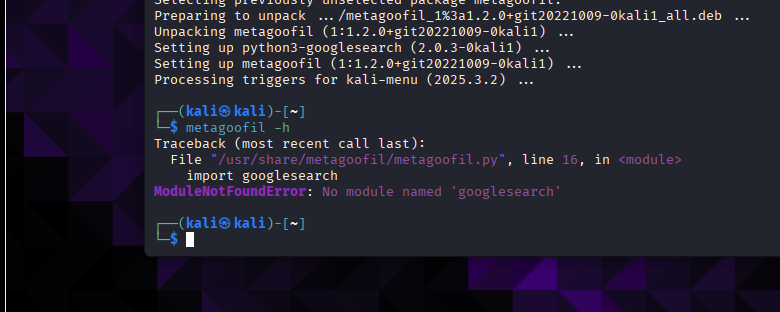 Selecting previously unselected package metagoofil.
Preparing to unpack .../metagoofil_1%3a1.2.0+git20221009-0kali1_all.deb ...
Unpacking metagoofil (1:1.2.0+git20221009-0kali1) ...
Setting up python3-googlesearch (2.0.3-0kali1) ...
Setting up metagoofil (1:1.2.0+git20221009-0kali1) ...
Processing triggers for kali-menu (2025.3.2) ...
┌──(kali㉿kali)-[~]
└─$ metagoofil -h
Traceback (most recent call last):
  File "/usr/share/metagoofil/metagoofil.py", line 16, in <module>
    import googlesearch
ModuleNotFoundError: No module named 'googlesearch'
┌──(kali㉿kali)-[~]
└─$